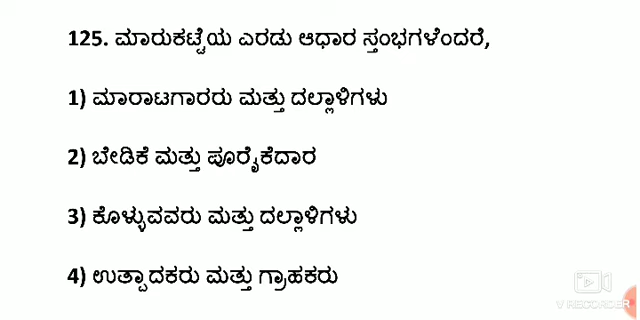 125. ಮಾರುಕಟ್ಟೆಯ ಎರಡು ಆಧಾರ ಸ್ತಂಭಗಳೆಂದರೆ,
1) ಮಾರಾಟಗಾರರು ಮತ್ತು ದಲ್ಲಾಳಿಗಳು
2) ಬೇಡಿಕೆ ಮತ್ತು ಪೂರೈಕೆದಾರ
3) ಕೊಳ್ಳುವವರು ಮತ್ತು ದಲ್ಲಾಳಿಗಳು
4) ಉತ್ಪಾದಕರು ಮತ್ತು ಗ್ರಾಹಕರು
V RECORDER